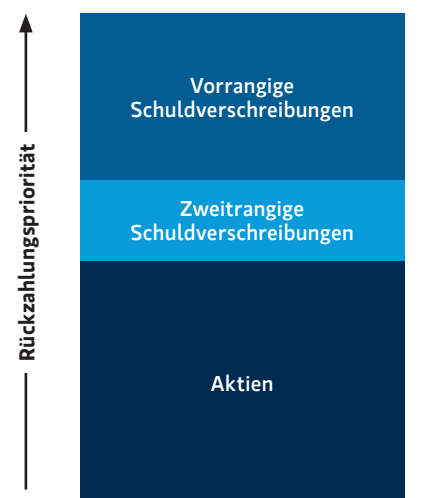 Rückzahlungspriorität
Vorrangige
Schuldverschreibungen
Zweitrangige
Schuldverschreibungen
Aktien